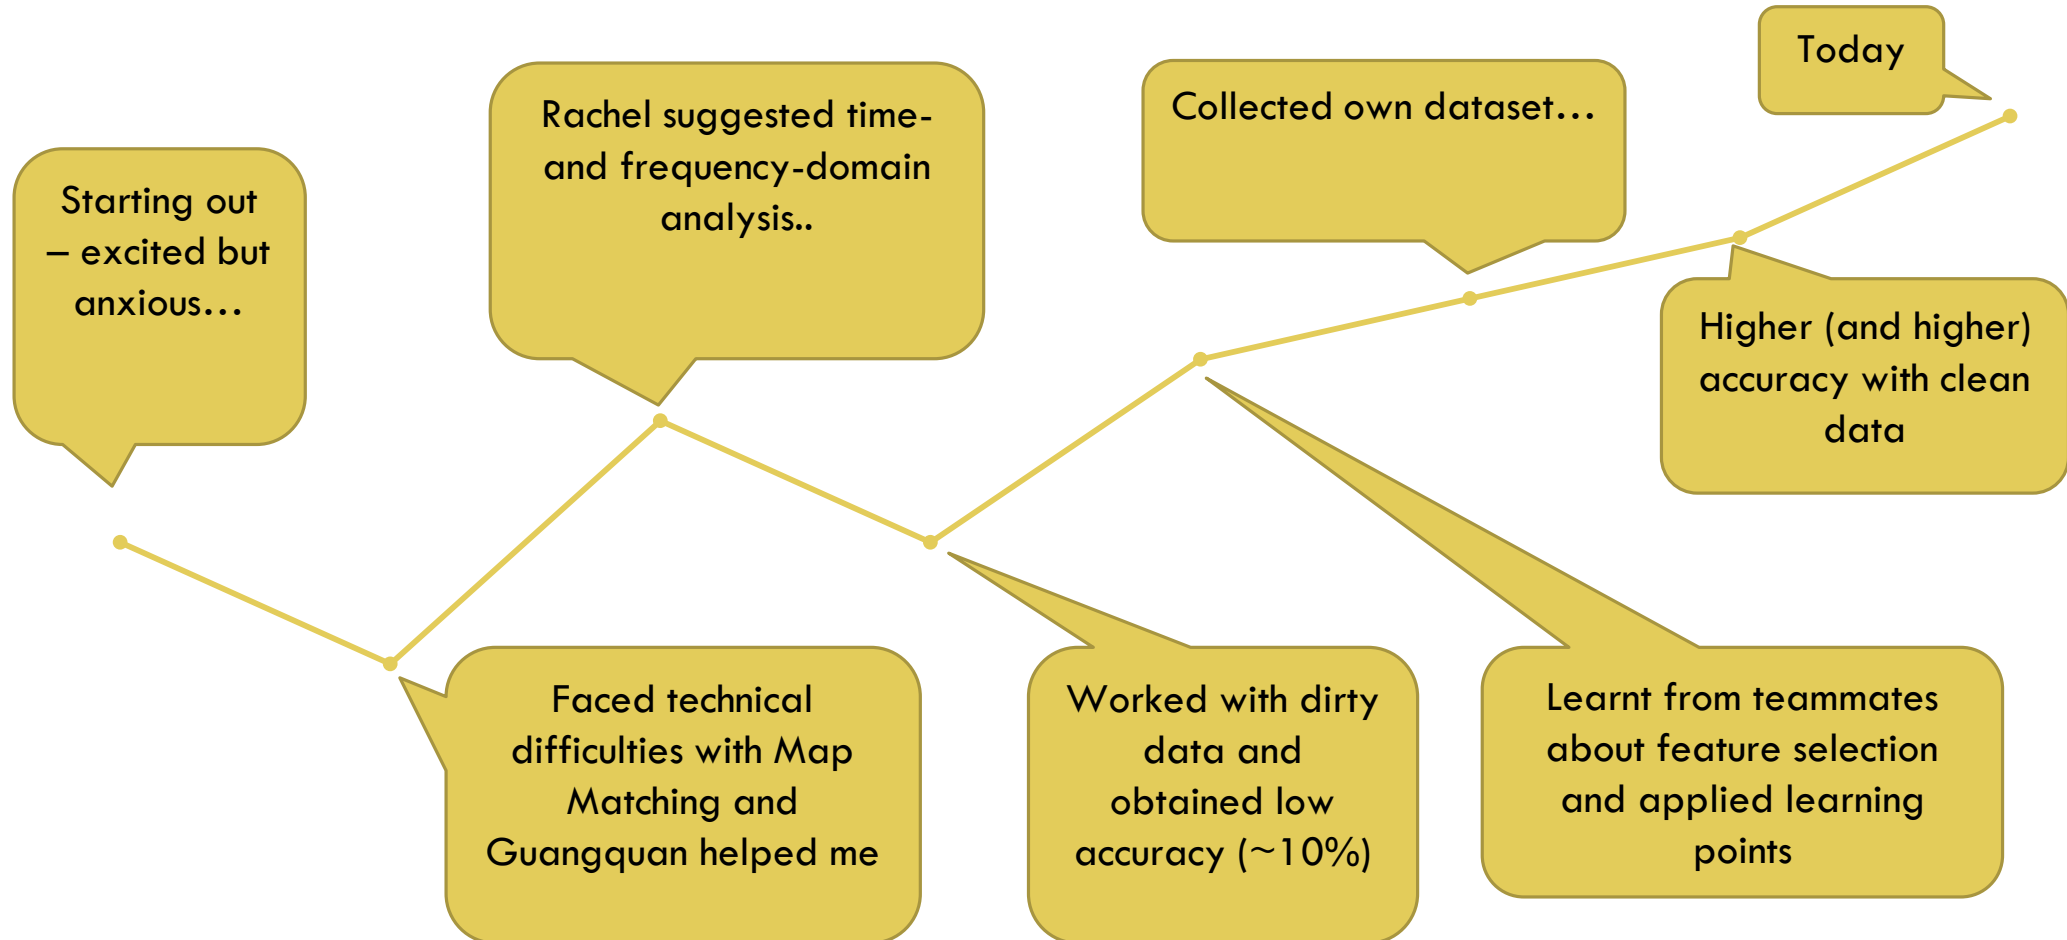 Starting out
– excited but
anxious...
Faced technical
difficulties with Map
Matching and
Guangquan helped me
Rachel suggested time-
and frequency-domain
analysis..
Worked with dirty
data and
obtained low
accuracy (~10%)
Learnt from teammates
about feature selection
and applied learning
points
Collected own dataset...
Higher (and higher)
accuracy with clean
data
Today